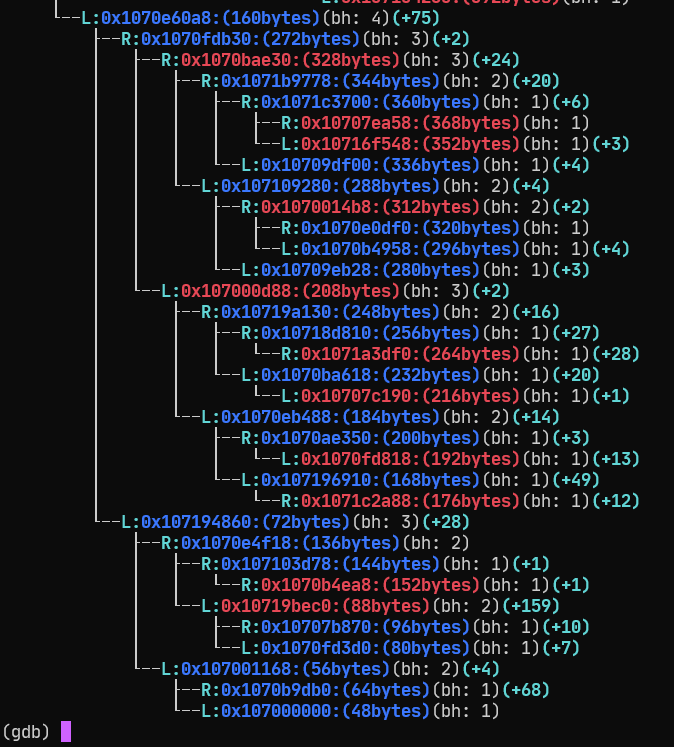 L:0x1070e60a8:(160bytes)(bh: 4)(+75)
R:0x1070fdb30:(272bytes)(bh: 3)(+2)
R:0x1070bae30:(328bytes)(bh: 3)(+24)
R:0x1071b9778:(344bytes)(bh: 2)(+20)
R:0x1071c3700:(360bytes)(bh: 1)(+6)
R:0x10707ea58:(368bytes)(bh: 1)
L:0x10716f548:(352bytes)(bh: 1)(+3)
L:0x10709df00:(336bytes)(bh: 1)(+4)
L:0x107109280:(288bytes)(bh: 2)(+4)
R:0x1070014b8:(312bytes)(bh: 2)(+2)
R:0x1070e0df0:(320bytes)(bh: 1)
L:0x1070b4958:(296bytes)(bh: 1)(+4)
L:0x10709eb28:(280bytes)(bh: 1)(+3)
L:0x107000d88:(208bytes)(bh: 3)(+2)
R:0x10719a130:(248bytes)(bh: 2)(+16)
R:0x10718d810:(256bytes)(bh: 1)(+27)
R:0x1071a3df0:(264bytes)(bh: 1)(+28)
L:0x1070ba618:(232bytes)(bh: 1)(+20)
L:0x10707c190:(216bytes)(bh: 1)(+1)
L:0x1070eb488:(184bytes)(bh: 2)(+14)
R:0x1070ae350:(200bytes)(bh: 1)(+3)
L:0x1070fd818:(192bytes)(bh: 1)(+13)
L:0x107196910:(168bytes)(bh: 1)(+49)
R:0x1071c2a88:(176bytes)(bh: 1)(+12)
L:0x107194860:(72bytes)(bh: 3)(+28)
R:0x1070e4f18:(136bytes)(bh: 2)
R:0x107103d78:(144bytes)(bh: 1)(+1)
R:0x1070b4ea8:(152bytes)(bh: 1)(+1)
L:0x10719bec0:(88bytes)(bh: 2)(+159)
R:0x10707b870:(96bytes)(bh: 1)(+10)
L:0x1070fd3d0:(80bytes)(bh: 1)(+7)
L:0x107001168:(56bytes)(bh: 2)(+4)
R:0x1070b9db0:(64bytes)(bh: 1)(+68)
L:0x107000000:(48bytes)(bh: 1)
(gdb)